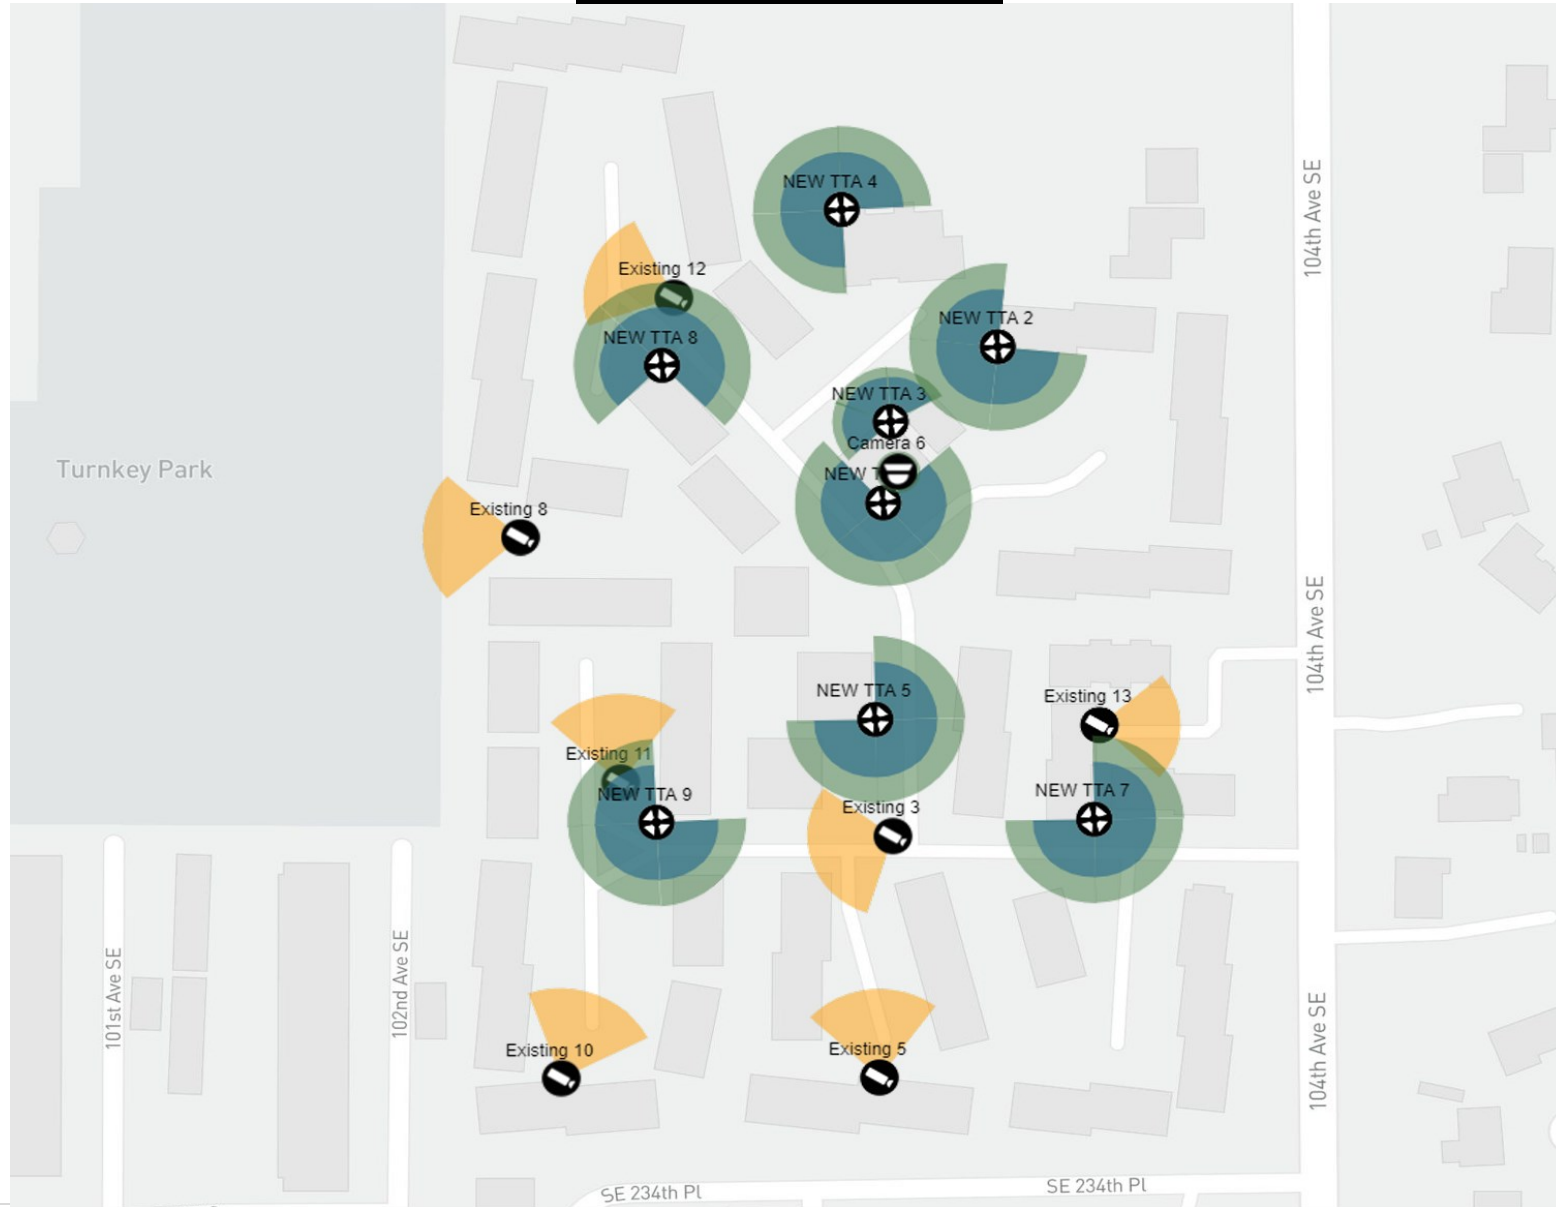 NEW TTA 4
104th Ave SE
Existing 12
NEW TTA 2
NEW TTA 8
NEW TTA 3
Camera 6
Turnkey Park
NEW T
Existing 8
104th Ave SE
NEW TTA 5
Existing 13
Existing 11
NEW TTA 9
NEW TTA 7
Existing 3
101st Ave SE
102nd Ave SE
104th Ave SE
Existing 10
Existing 5
SE 234th Pl
SE 234th Pl